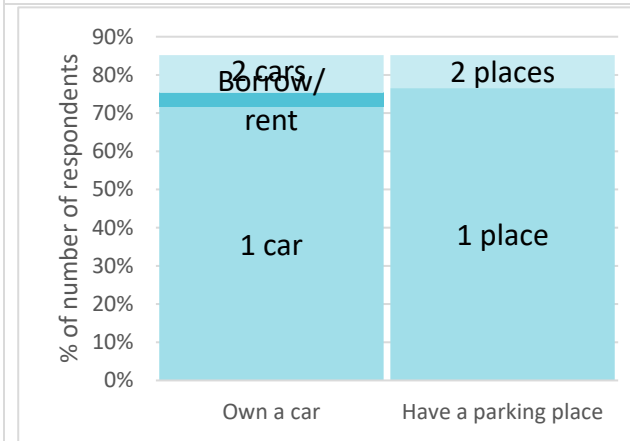 % of number of respondents
90%
80%
70%
60%
50%
40%
30%
20%
10%
0%
2 cars
Borrow/
rent
1 car
2 places
1 place
Own a car
Have a parking place